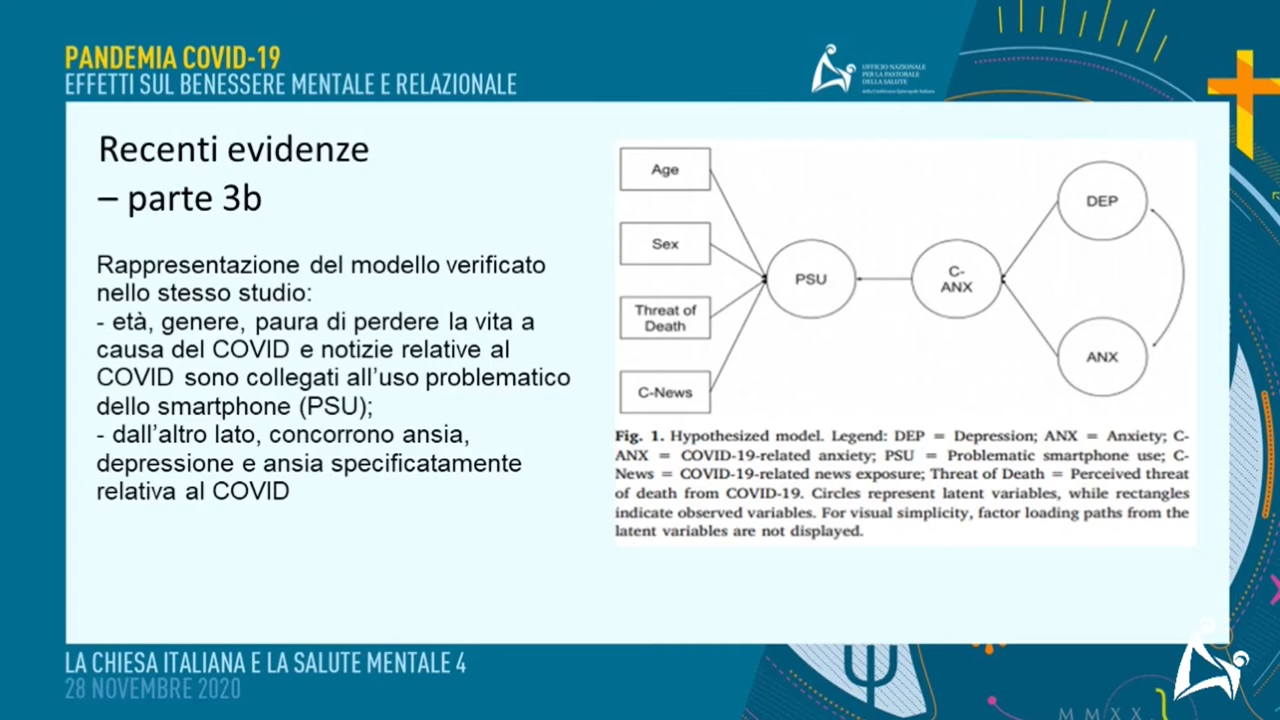 PANDEMIA COVID-19
EFFETTI SUL BENESSERE MENTALE E RELAZIONALE
UFFICIO NAZIONALE
PER LA PASTORALE
DELLA SALUTE
della Conferenza Episcopale Italiana
Recenti evidenze
– parte 3b
Rappresentazione del modello verificato
nello stesso studio:
- età, genere, paura di perdere la vita a
causa del COVID e notizie relative al
COVID sono collegati all’uso problematico
dello smartphone (PSU);
- dall’altro lato, concorrono ansia,
depressione e ansia specificatamente
relativa al COVID
Age
Sex
Threat of
Death
C-News
PSU
C-
ANX
DEP
ANX
Fig. 1. Hypothesized model. Legend: DEP = Depression; ANX = Anxiety; C-
ANX = COVID-19-related anxiety; PSU = Problematic smartphone use; C-
News = COVID-19-related news exposure; Threat of Death = Perceived threat
of death from COVID-19. Circles represent latent variables, while rectangles
indicate observed variables. For visual simplicity, factor loading paths from the
latent variables are not displayed.
LA CHIESA ITALIANA E LA SALUTE MENTALE 4
28 NOVEMBRE 2020
MMXX